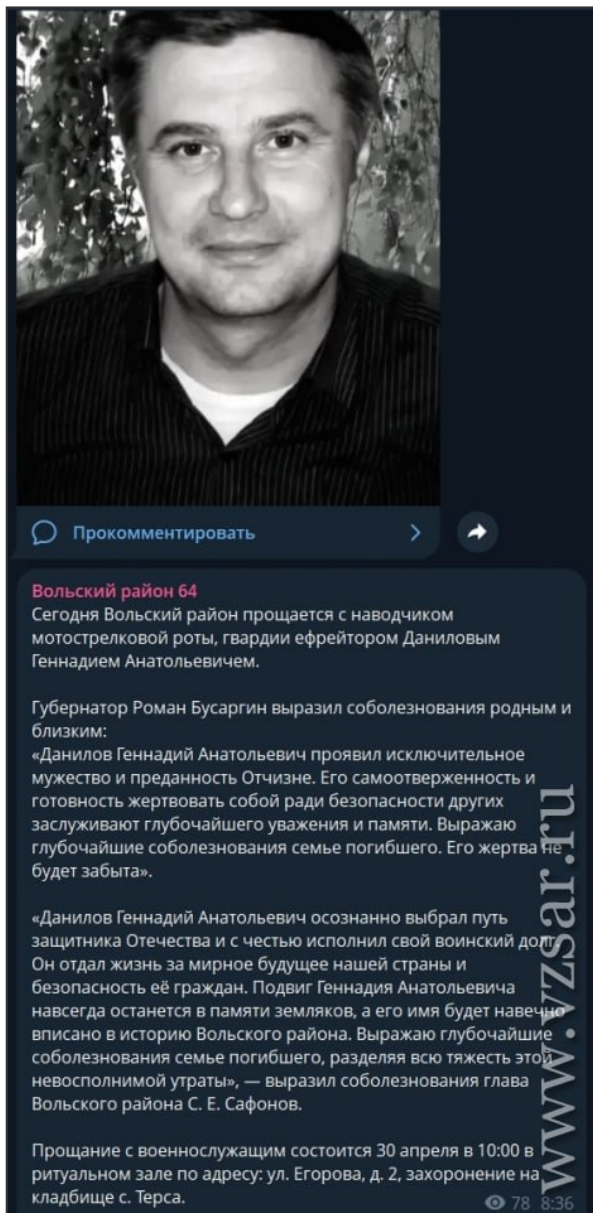 Прокомментировать
Вольский район 64
Сегодня Вольский район прощается с наводчиком
мотострелковой роты, гвардии ефрейтором Даниловым
Геннадием Анатольевичем.
Губернатор Роман Бусаргин выразил соболезнования родным и
близким:
«Данилов Геннадий Анатольевич проявил исключительное
мужество и преданность Отчизне. Его самоотверженность и
готовность жертвовать собой ради безопасности других
заслуживают глубочайшего уважения и памяти. Выражаю
глубочайшие соболезнования семье погибшего. Его жертва не
будет забыта».
«Данилов Геннадий Анатольевич осознанно выбрал путь
защитника Отечества и с честью исполнил свой воинский долг.
Он отдал жизнь за мирное будущее нашей страны и
безопасность её граждан. Подвиг Геннадия Анатольевича
навсегда останется в памяти земляков, а его имя будет навечно
вписано в историю Вольского района. Выражаю глубочайшие
соболезнования семье погибшего, разделяя всю тяжесть этой
невосполнимой утраты», — выразил соболезнования глава
Вольского района С. Е. Сафонов.
Прощание с военнослужащим состоится 30 апреля в 10:00 в
ритуальном зале по адресу: ул. Егорова, д. 2, захоронение на
кладбище с. Терса.
78 8:36
www.vzsar.ru